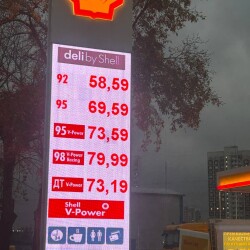 deli by Shell
92 58,59
95 69,59
95 V-Power 73,59
98 V-Power Racing 79,99
ДТ V-Power 73,19
Shell
V-Power